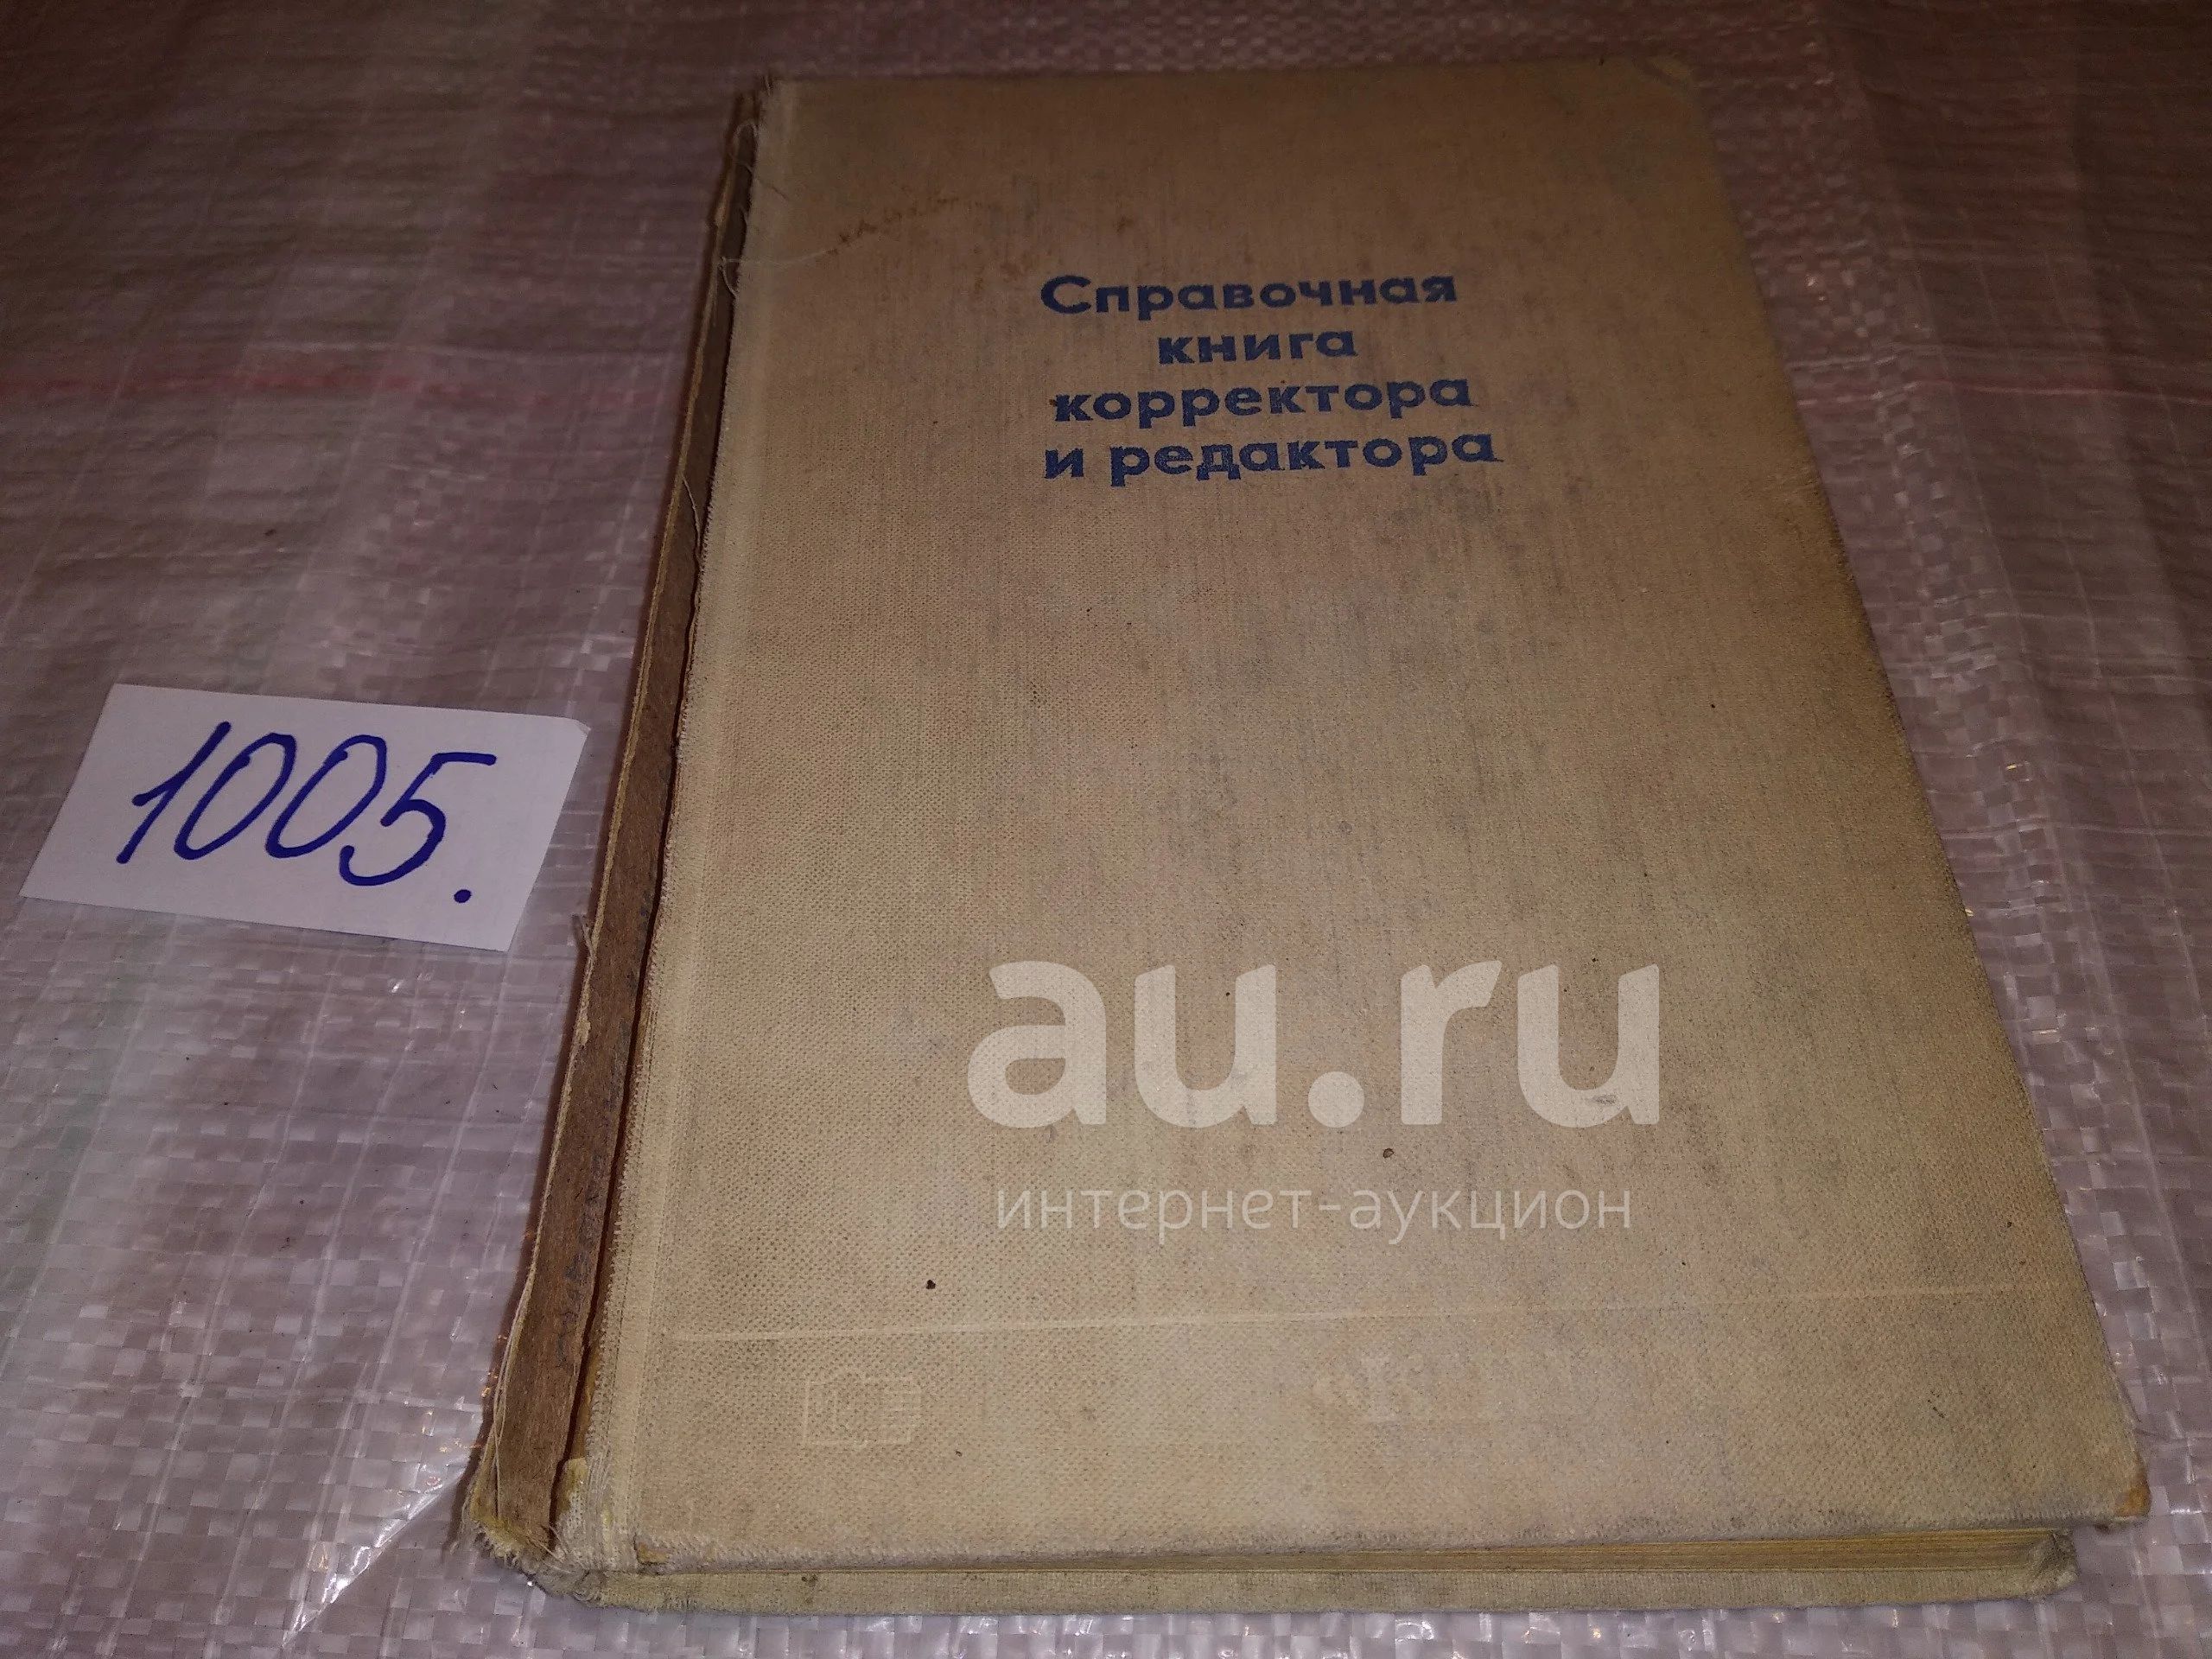 Справочная
книга
корректора
и редактора
1005.
au.ru
интернет-аукцион